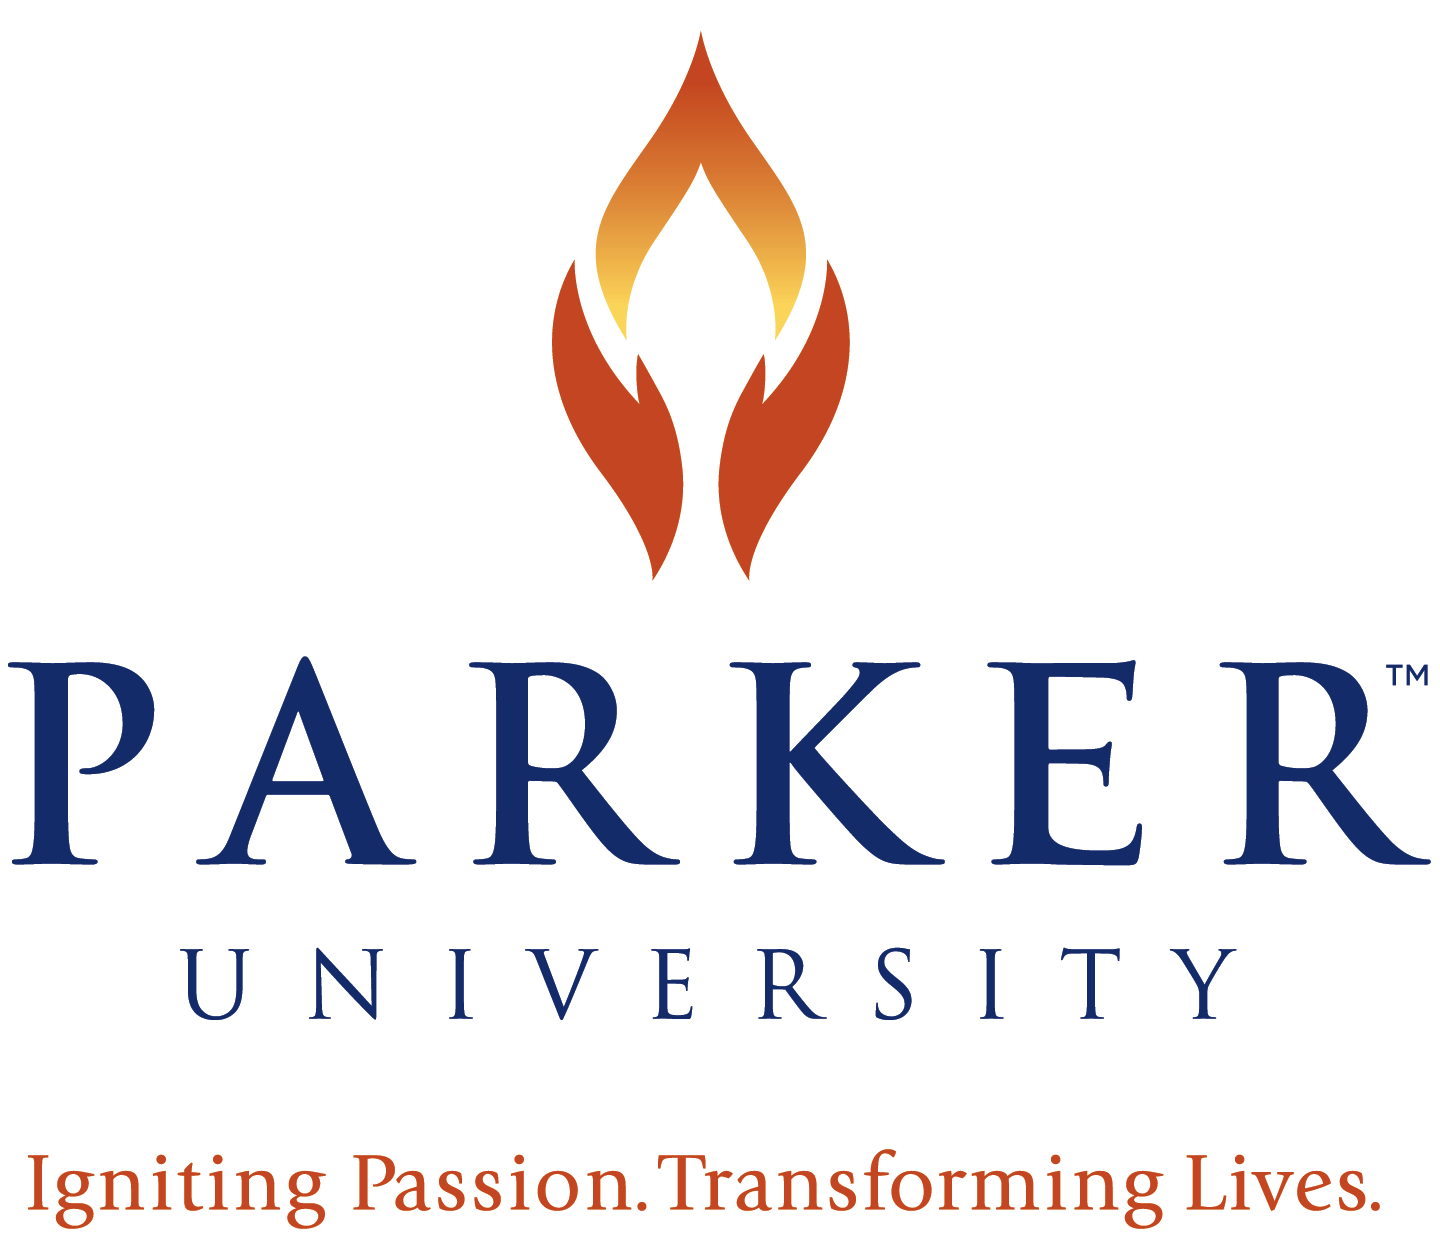 PARKER™
UNIVERSITY
Igniting Passion. Transforming Lives.